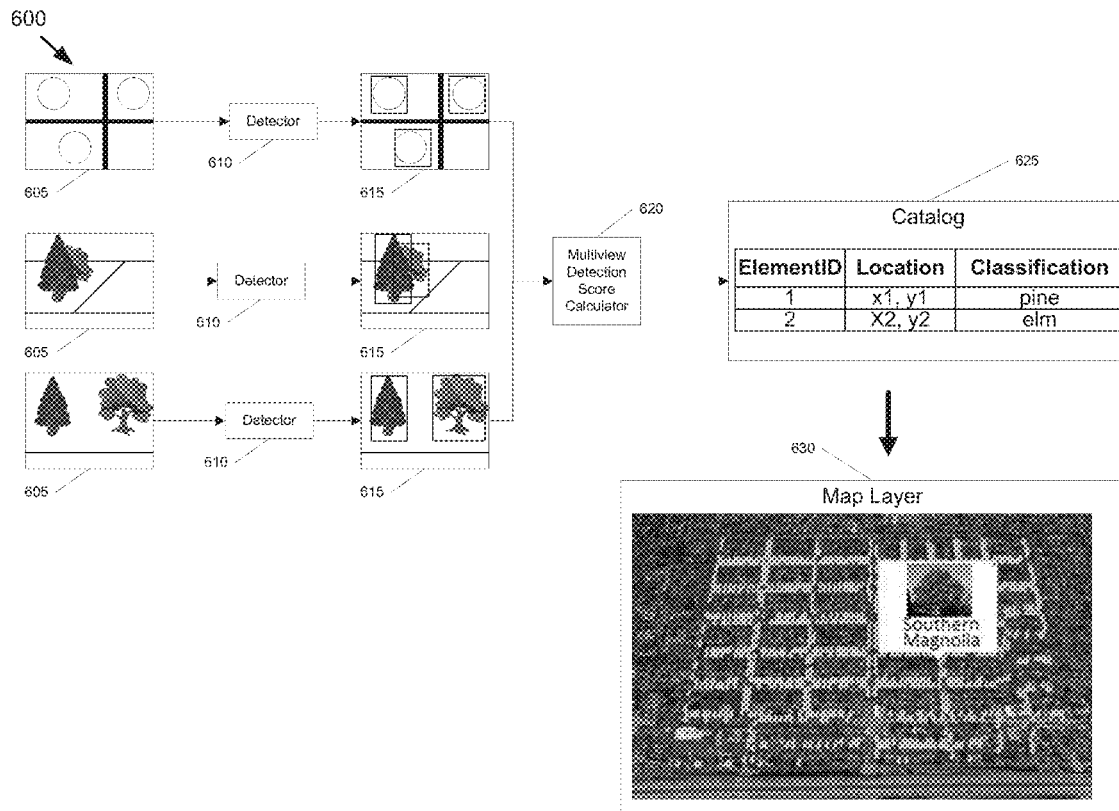 600
Detector
610
605
615
Detector
610
605
615
Detector
610
605
615
620
Multiview
Detection
Score
Calculator
625
Catalog
ElementID Location Classification
1 x1, y1 pine
2 X2, y2 elm
630
Map Layer
Southern
Magnolia